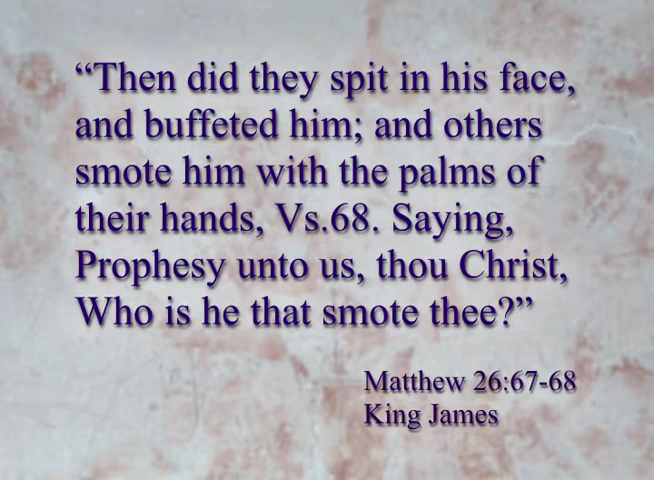 “Then did they spit in his face,
and buffeted him; and others
smote him with the palms of
their hands, Vs.68. Saying,
Prophesy unto us, thou Christ,
Who is he that smote thee?”
Matthew 26:67-68
King James